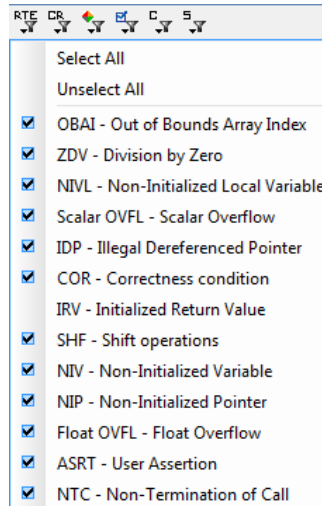 RTE CR C S
Select All
Unselect All
OBAI - Out of Bounds Array Index
ZDV - Division by Zero
NIVL - Non-Initialized Local Variable
Scalar OVFL - Scalar Overflow
IDP - Illegal Dereferenced Pointer
COR - Correctness condition
IRV - Initialized Return Value
SHF - Shift operations
NIV - Non-Initialized Variable
NIP - Non-Initialized Pointer
Float OVFL - Float Overflow
ASRT - User Assertion
NTC - Non-Termination of Call